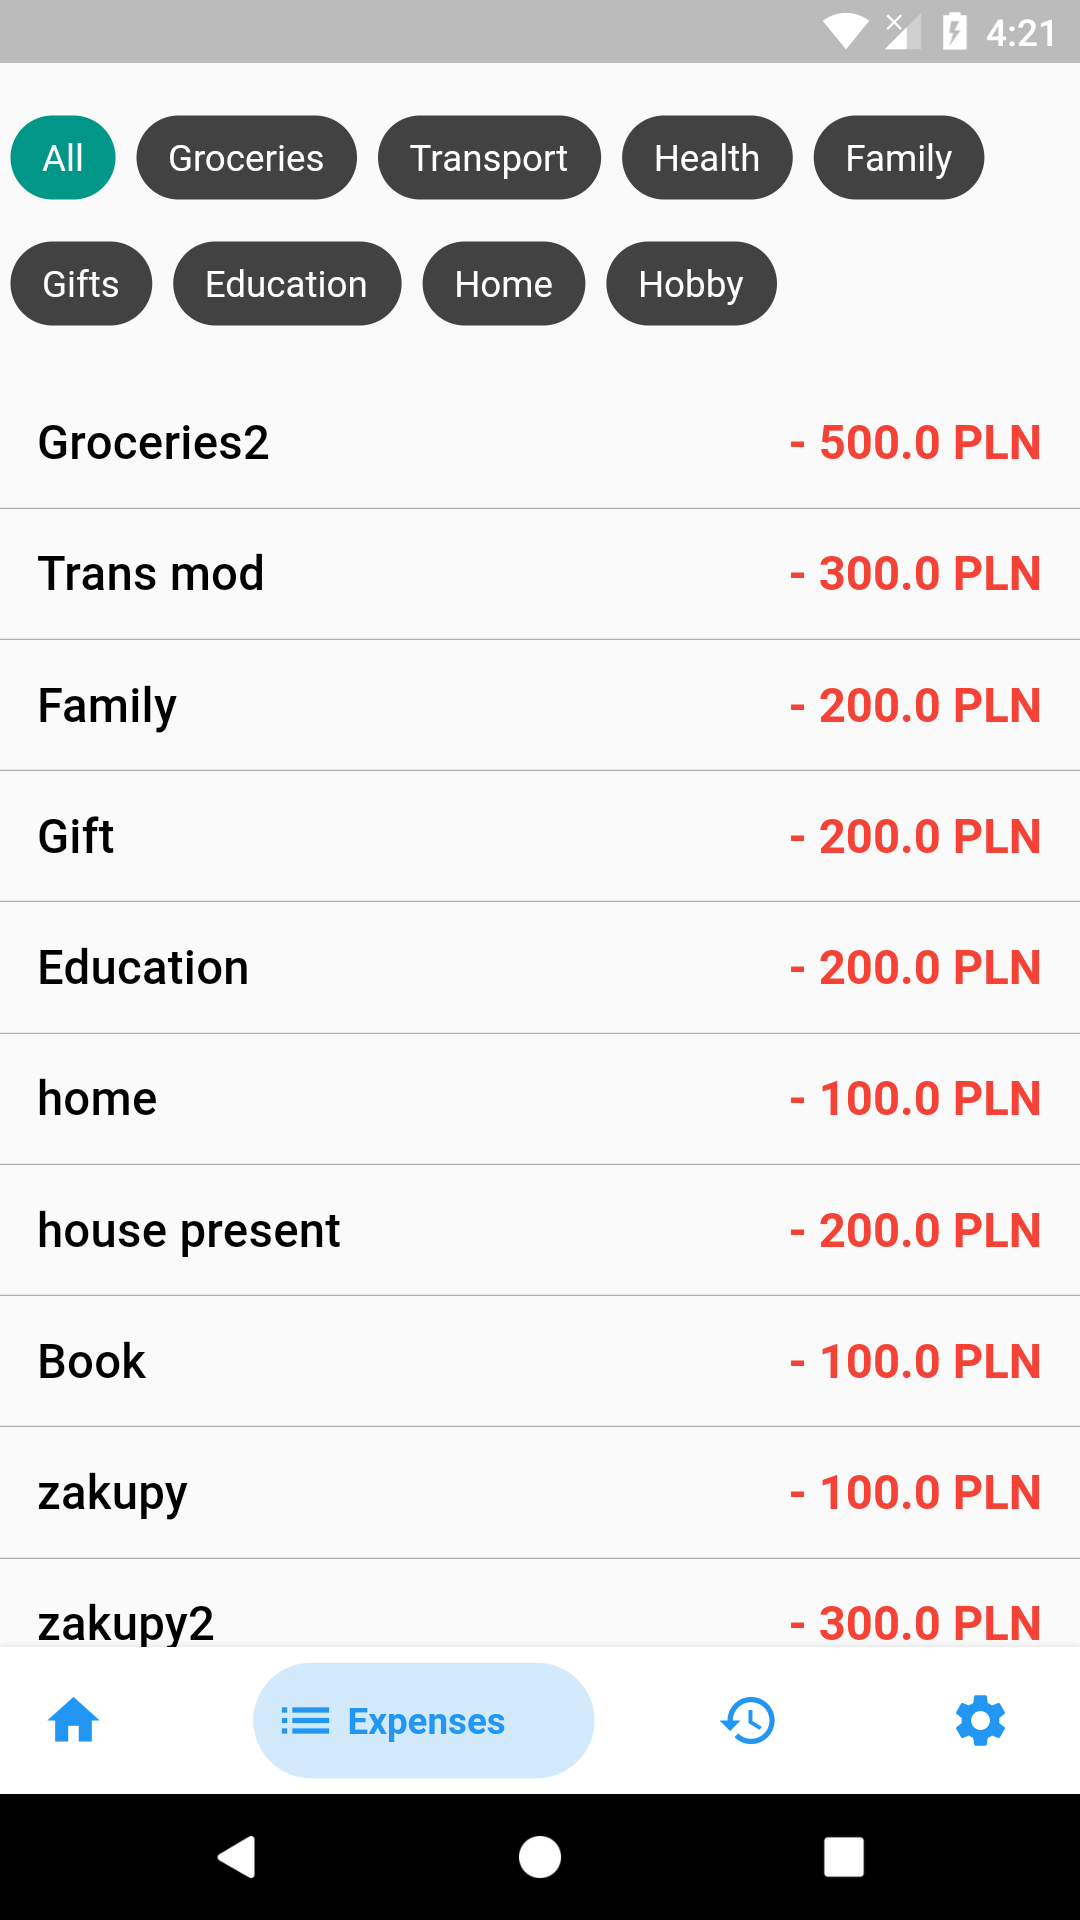 4:21
All Groceries Transport Health Family
Gifts Education Home Hobby
Groceries2 - 500.0 PLN
Trans mod - 300.0 PLN
Family - 200.0 PLN
Gift - 200.0 PLN
Education - 200.0 PLN
home - 100.0 PLN
house present - 200.0 PLN
Book - 100.0 PLN
zakupy - 100.0 PLN
zakupy2 - 300.0 PLN
Expenses